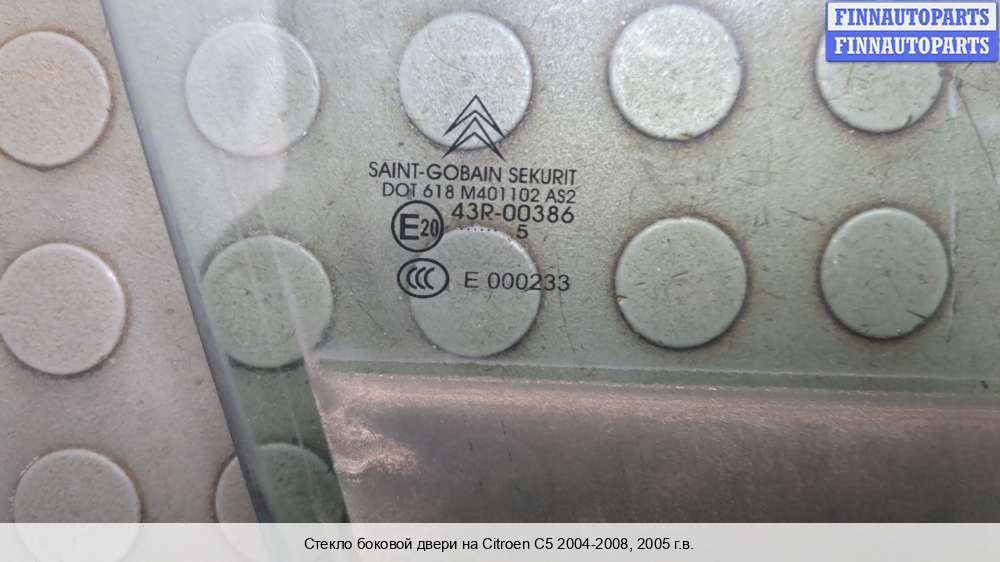 FINNAUTOPARTS
FINNAUTOPARTS
SAINT-GOBAIN SEKURIT
DOT 618 M401102 AS2
E20 43R-00386
5
CCC E 000233
Стекло боковой двери на Citroen C5 2004-2008, 2005 г.в.